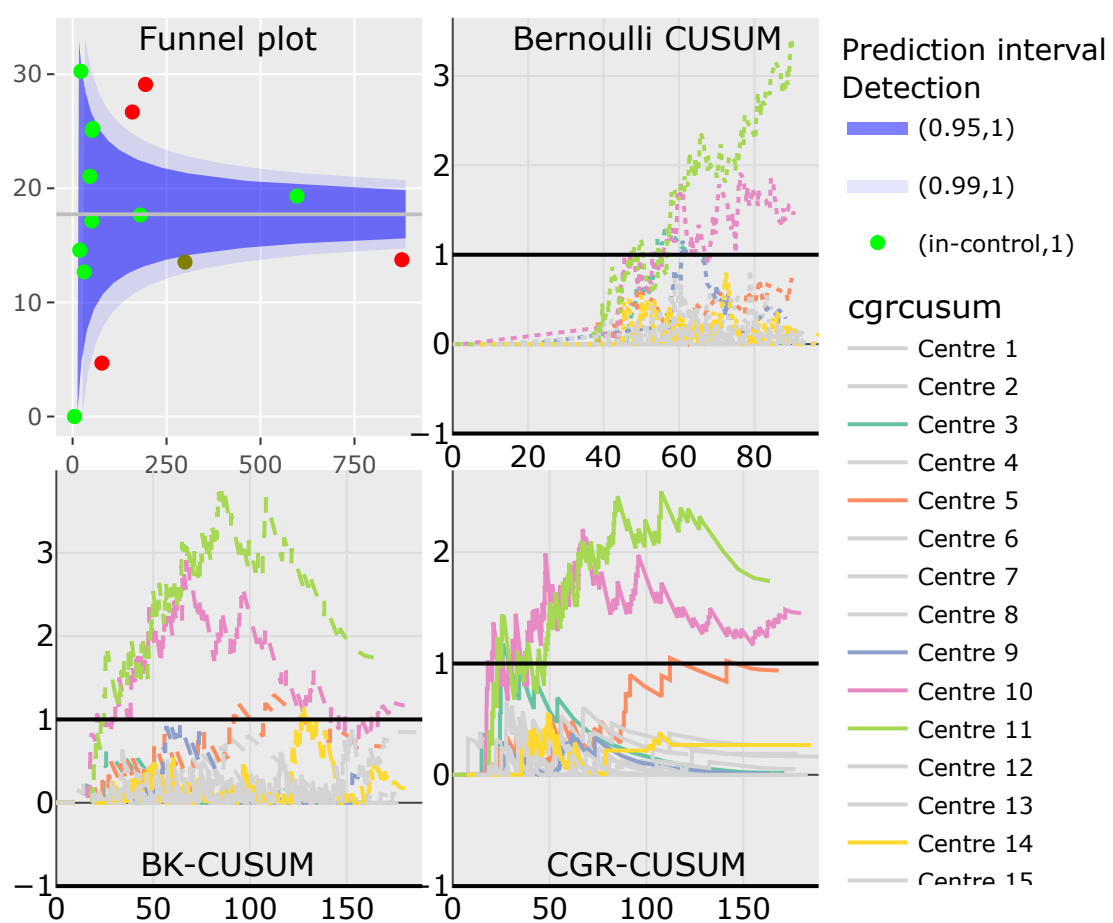 Funnel plot
30
20
10
0
0
250
500
750
Bernoulli CUSUM
3
2
1
0
−1
0
20
40
60
80
Prediction interval
Detection
(0.95,1)
(0.99,1)
(in-control,1)
cgrcusum
Centre 1
Centre 2
Centre 3
Centre 4
Centre 5
Centre 6
Centre 7
Centre 8
Centre 9
Centre 10
Centre 11
Centre 12
Centre 13
Centre 14
Centre 15
3
2
1
0
−1
BK-CUSUM
0
50
100
150
2
1
0
−1
CGR-CUSUM
0
50
100
150